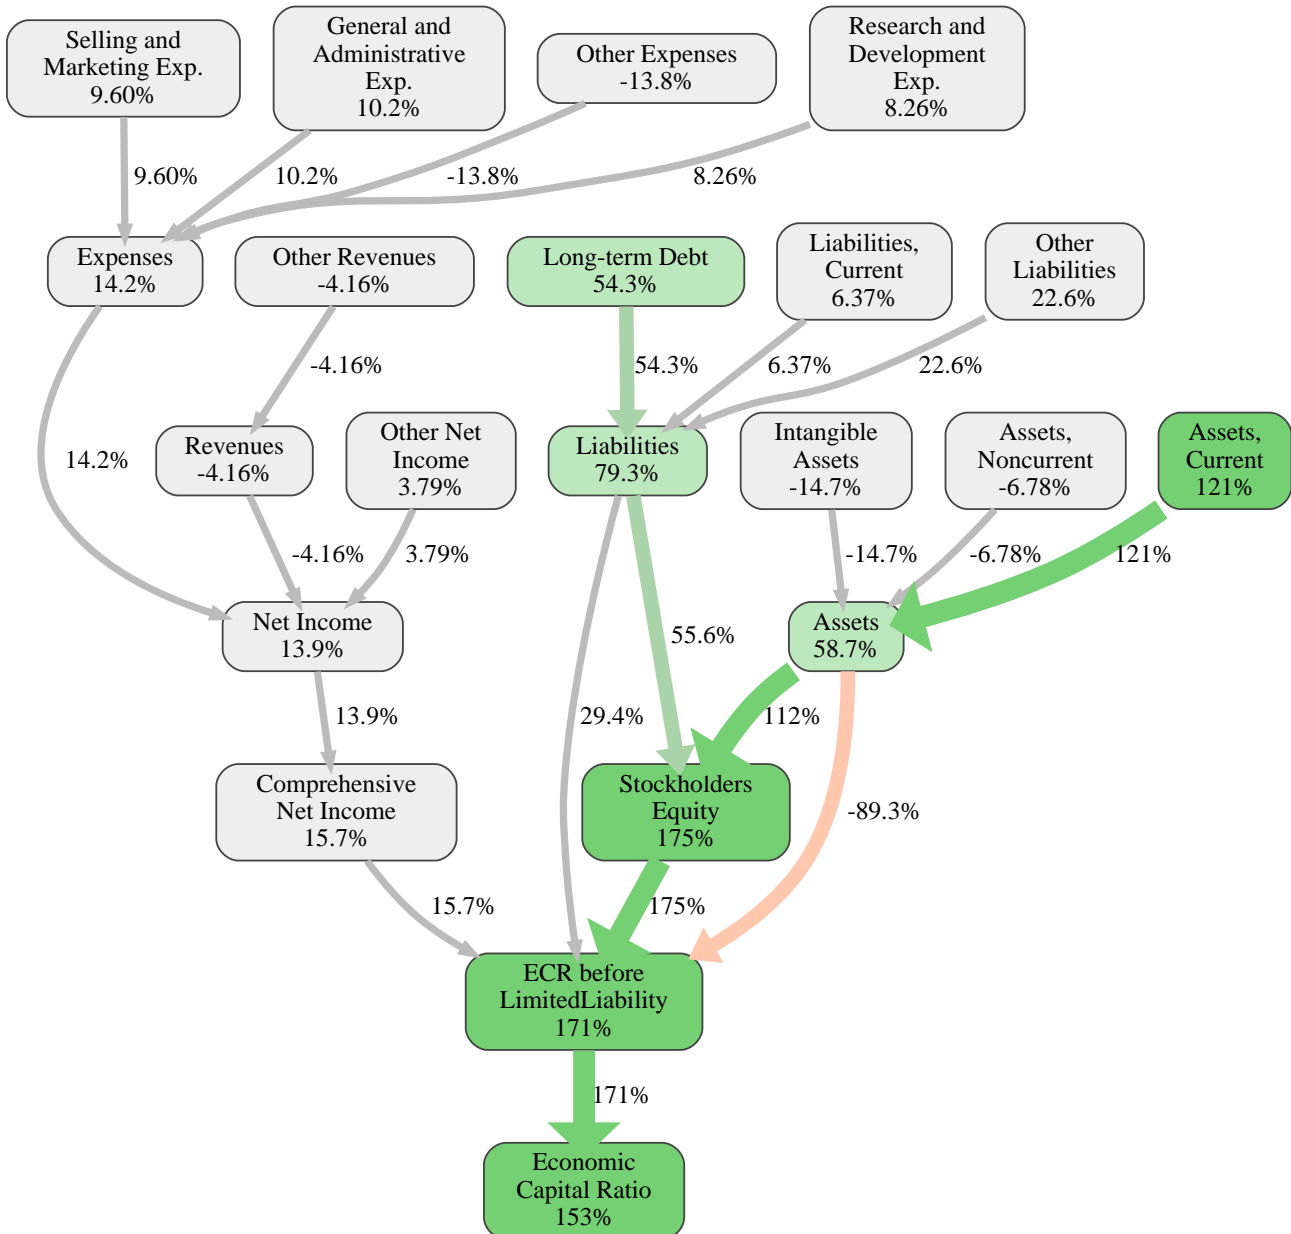 Selling and
Marketing Exp.
9.60%
General and
Administrative
Exp.
10.2%
Other Expenses
-13.8%
Research and
Development
Exp.
8.26%
9.60%
10.2%
-13.8%
8.26%
Expenses
14.2%
Other Revenues
-4.16%
Long-term Debt
54.3%
Liabilities,
Current
6.37%
Other
Liabilities
22.6%
-4.16%
54.3%
6.37%
22.6%
14.2%
Revenues
-4.16%
Other Net
Income
3.79%
Liabilities
79.3%
Intangible
Assets
-14.7%
Assets,
Noncurrent
-6.78%
Assets,
Current
121%
-4.16%
3.79%
-14.7%
-6.78%
121%
Net Income
13.9%
55.6%
Assets
58.7%
13.9%
29.4%
112%
-89.3%
Comprehensive
Net Income
15.7%
Stockholders
Equity
175%
15.7%
175%
ECR before
LimitedLiability
171%
171%
Economic
Capital Ratio
153%